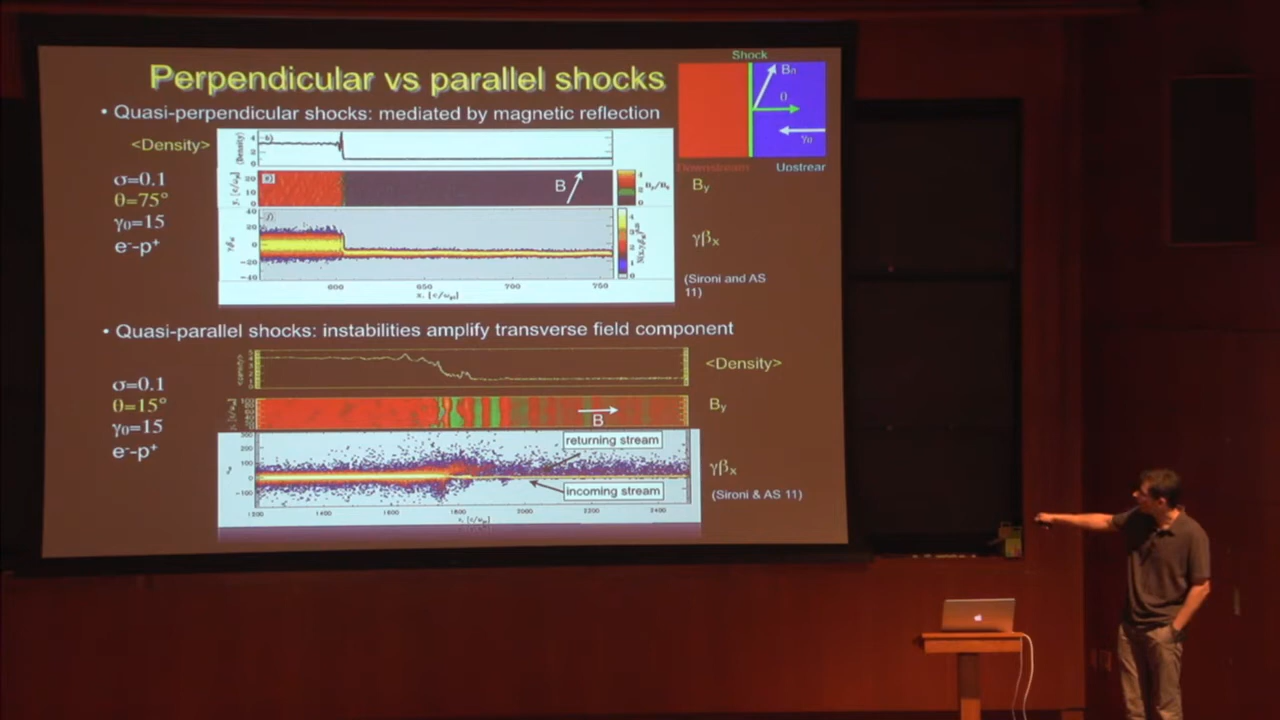 Perpendicular vs parallel shocks
Shock
B₀
θ
γ₀
Downstream
Upstrear
• Quasi-perpendicular shocks: mediated by magnetic reflection
<Density>
σ=0.1
θ=75°
γ₀=15
e⁻-p⁺
B
600
650
700
750
x, [c/ωpi]
By
γβx
(Sironi and AS
11)
• Quasi-parallel shocks: instabilities amplify transverse field component
σ=0.1
θ=15°
γ₀=15
e⁻-p⁺
B
returning stream
incoming stream
1400
1600
1800
2000
2200
2400
<Density>
By
γβx
(Sironi & AS 11)